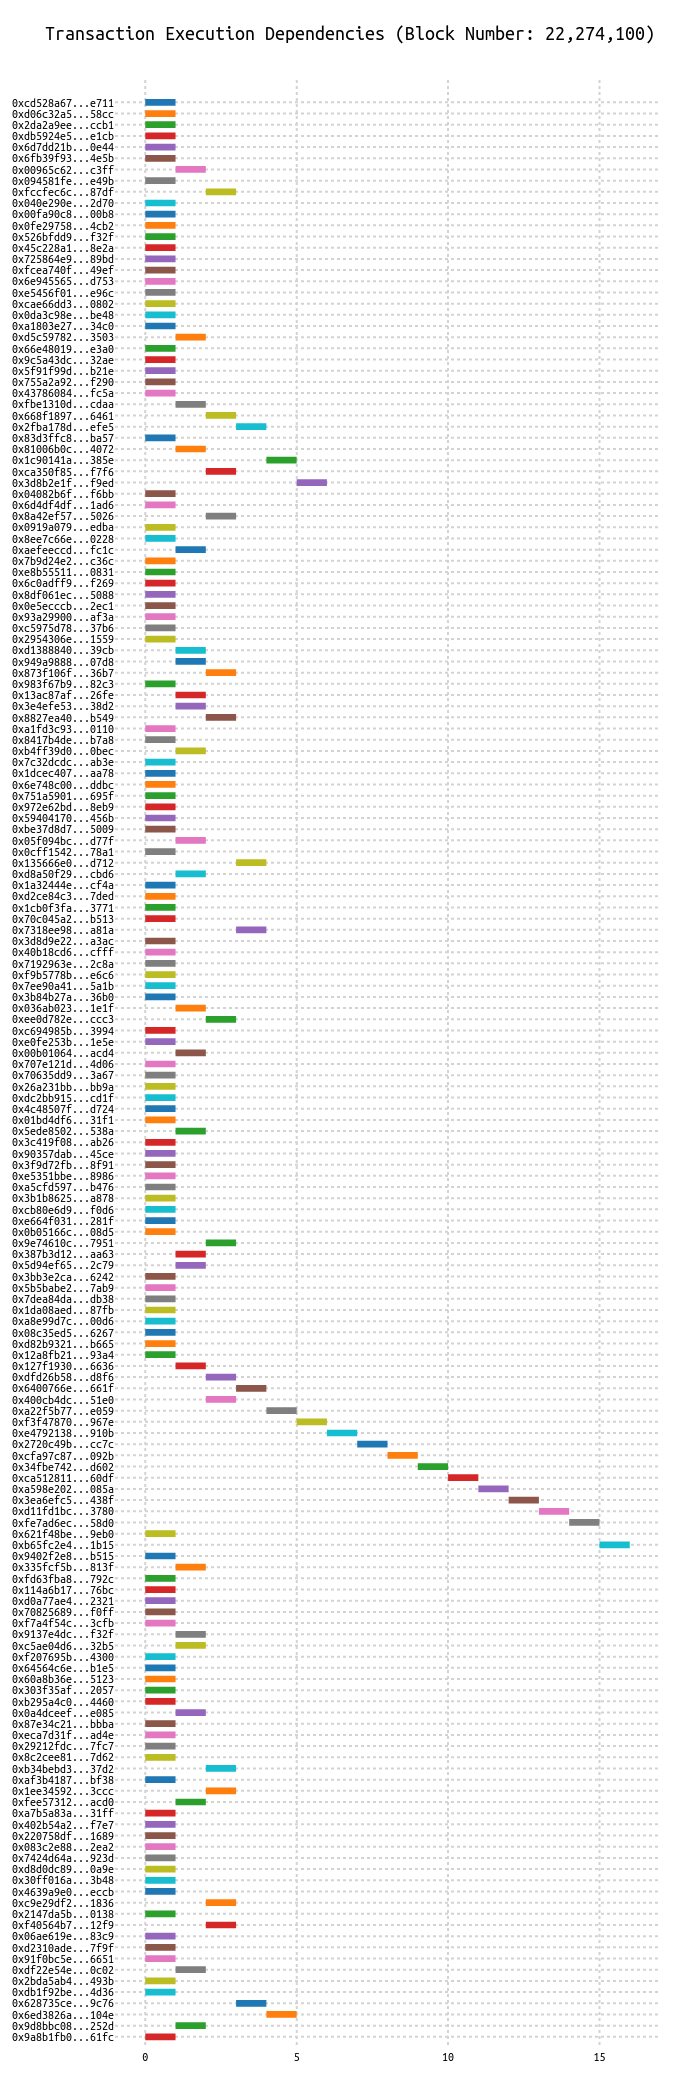 Transaction Execution Dependencies (Block Number: 22,274,100)
0xcd528a67...e711
0xd06c32a5...58cc
0x2da2a9ee...ccb1
0xdb5924e5...e1cb
0x6d7dd21b...0e44
0x6fb39f93...4e5b
0x00965c62...c3ff
0x094581fe...e49b
0xfccfec6c...87df
0x040e290e...2d70
0x00fa90c8...00b8
0x0fe29758...4cb2
0x526bfdd9...f32f
0x45c228a1...8e2a
0x725864e9...89bd
0xfcea740f...49ef
0x6e945565...d753
0xe5456f01...e96c
0xcae66dd3...0802
0x0da3c98e...be48
0xa1803e27...34c0
0xd5c59782...3503
0x66e48019...e3a0
0x9c5a43dc...32ae
0x5f91f99d...b21e
0x755a2a92...f290
0x43786084...fc5a
0xfbe1310d...cdaa
0x668f1897...6461
0x2fba178d...efe5
0x83d3ffc8...ba57
0x81006b0c...4072
0x1c90141a...385e
0xca350f85...f7f6
0x3d8b2e1f...f9ed
0x04082b6f...f6bb
0x6d4df4df...1ad6
0x8a42ef57...5026
0x0919a079...edba
0x8ee7c66e...0228
0xaefeeccd...fc1c
0x7b9d24e2...c36c
0xe8b55511...0831
0x6c0adff9...f269
0x8df061ec...5088
0x0e5ecccb...2ec1
0x93a29900...af3a
0xc5975d78...37b6
0x2954306e...1559
0xd1388840...39cb
0x949a9888...07d8
0x873f106f...36b7
0x983f67b9...82c3
0x13ac87af...26fe
0x3e4efe53...38d2
0x8827ea40...b549
0xa1fd3c93...0110
0x8417b4de...b7a8
0xb4ff39d0...0bec
0x7c32dcdc...ab3e
0x1dcec407...aa78
0x6e748c00...ddbc
0x751a5901...695f
0x972e62bd...8eb9
0x59404170...456b
0xbe37d8d7...5009
0x05f094bc...d77f
0x0cff1542...78a1
0x135666e0...d712
0xd8a50f29...cbd6
0x1a32444e...cf4a
0xd2ce84c3...7ded
0x1cb0f3fa...3771
0x70c045a2...b513
0x7318ee98...a81a
0x3d8d9e22...a3ac
0x40b18cd6...cfff
0x7192963e...2c8a
0xf9b5778b...e6c6
0x7ee90a41...5a1b
0x3b84b27a...36b0
0x036ab023...1e1f
0xee0d782e...ccc3
0xc694985b...3994
0xe0fe253b...1e5e
0x00b01064...acd4
0x707e121d...4d06
0x70635dd9...3a67
0x26a231bb...bb9a
0xdc2bb915...cd1f
0x4c48507f...d724
0x01bd4df6...31f1
0x5ede8502...538a
0x3c419f08...ab26
0x90357dab...45ce
0x3f9d72fb...8f91
0xe5351bbe...8986
0xa5cfd597...b476
0x3b1b8625...a878
0xcb80e6d9...f0d6
0xe664f031...281f
0x0b05166c...08d5
0x9e74610c...7951
0x387b3d12...aa63
0x5d94ef65...2c79
0x3bb3e2ca...6242
0x5b5babe2...7ab9
0x7dea84da...db38
0x1da08aed...87fb
0xa8e99d7c...00d6
0x08c35ed5...6267
0xd82b9321...b665
0x12a8fb21...93a4
0x127f1930...6636
0xdfd26b58...d8f6
0x6400766e...661f
0x400cb4dc...51e0
0xa22f5b77...e059
0xf3f47870...967e
0xe4792138...910b
0x2720c49b...cc7c
0xcfa97c87...092b
0x34fbe742...d602
0xca512811...60df
0xa598e202...085a
0x3ea6efc5...438f
0xd11fd1bc...3780
0xfe7ad6ec...58d0
0x621f48be...9eb0
0xb65fc2e4...1b15
0x9402f2e8...b515
0x335fcf5b...813f
0xfd63fba8...792c
0x114a6b17...76bc
0xd0a77ae4...2321
0x70825689...f0ff
0xf7a4f54c...3cfb
0x9137e4dc...f32f
0xc5ae04d6...32b5
0xf207695b...4300
0x64564c6e...b1e5
0x60a8b36e...5123
0x303f35af...2057
0xb295a4c0...4460
0x0a4dceef...e085
0x87e34c21...bbba
0xeca7d31f...ad4e
0x29212fdc...7fc7
0x8c2cee81...7d62
0xb34bebd3...37d2
0xaf3b4187...bf38
0x1ee34592...3ccc
0xfee57312...acd0
0xa7b5a83a...31ff
0x402b54a2...f7e7
0x220758df...1689
0x083c2e88...2ea2
0x7424d64a...923d
0xd8d0dc89...0a9e
0x30ff016a...3b48
0x4639a9e0...eccb
0xc9e29df2...1836
0x2147da5b...0138
0xf40564b7...12f9
0x06ae619e...83c9
0xd2310ade...7f9f
0x91f0bc5e...6651
0xdf22e54e...0c02
0x2bda5ab4...493b
0xdb1f92be...4d36
0x628735ce...9c76
0x6ed3826a...104e
0x9d8bbc08...252d
0x9a8b1fb0...61fc
0 5 10 15